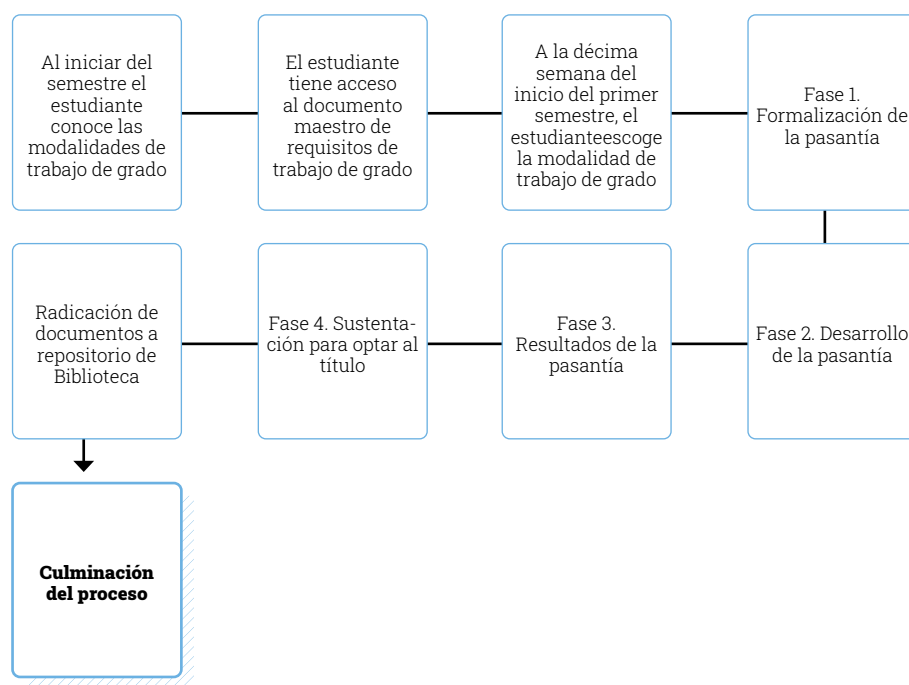 Al iniciar del
semestre el
estudiante
conoce las
modalidades de
trabajo de grado
El estudiante
tiene acceso
al documento
maestro de
requisitos de
trabajo de grado
A la décima
semana del
inicio del primer
semestre, el
estudianteescoge
la modalidad de
trabajo de grado
Fase 1.
Formalización de
la pasantía
Radicación de
documentos a
repositorio de
Biblioteca
Fase 4. Sustenta-
ción para optar al
título
Fase 3.
Resultados de la
pasantía
Fase 2. Desarrollo
de la pasantía
Culminación
del proceso